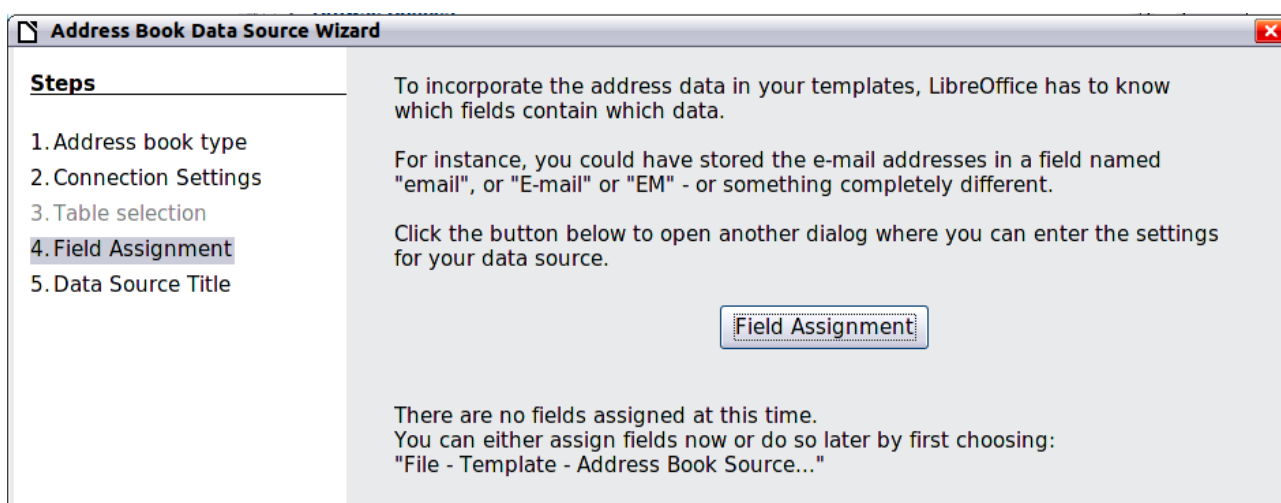 Address Book Data Source Wizard
Steps
1. Address book type
2. Connection Settings
3. Table selection
4. Field Assignment
5. Data Source Title
To incorporate the address data in your templates, LibreOffice has to know
which fields contain which data.
For instance, you could have stored the e-mail addresses in a field named
"email", or "E-mail" or "EM" - or something completely different.
Click the button below to open another dialog where you can enter the settings
for your data source.
Field Assignment
There are no fields assigned at this time.
You can either assign fields now or do so later by first choosing:
"File - Template - Address Book Source..."